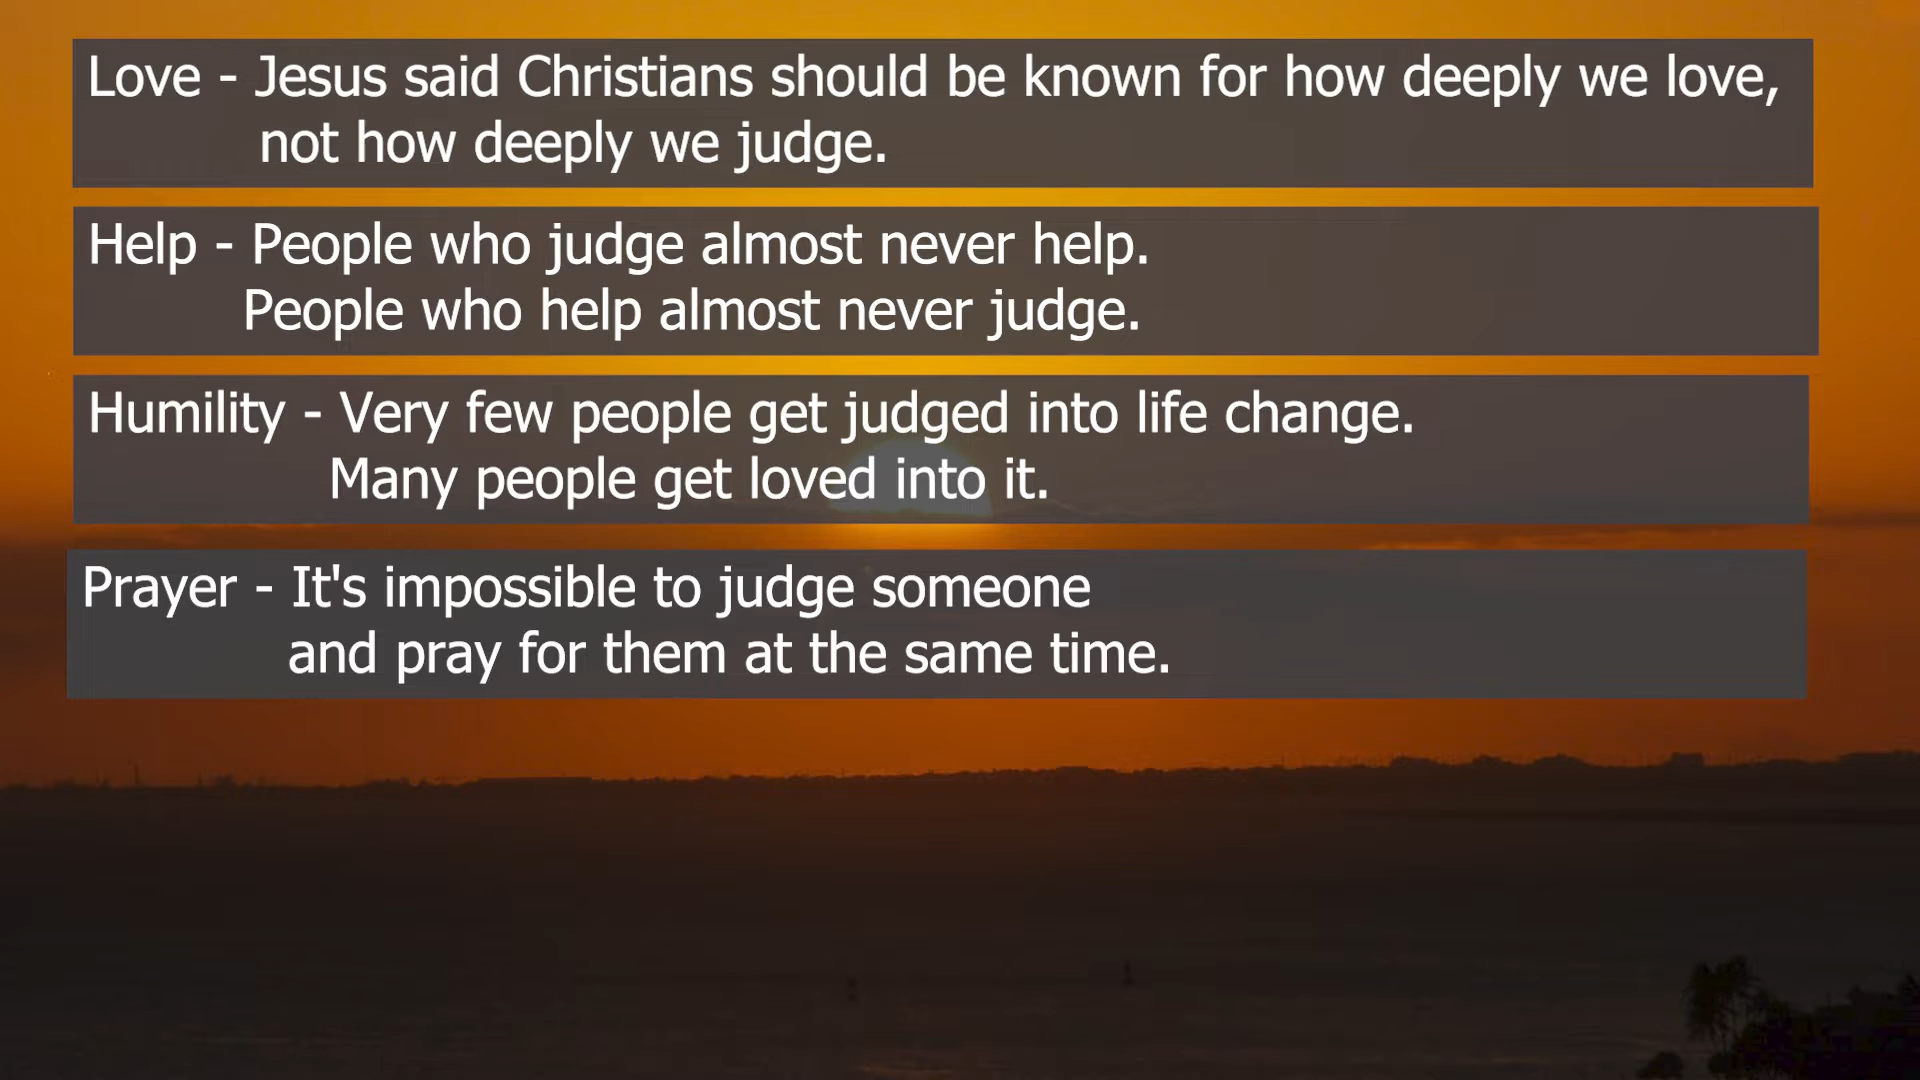 Love - Jesus said Christians should be known for how deeply we love,
not how deeply we judge.
Help - People who judge almost never help.
People who help almost never judge.
Humility - Very few people get judged into life change.
Many people get loved into it.
Prayer - It's impossible to judge someone
and pray for them at the same time.